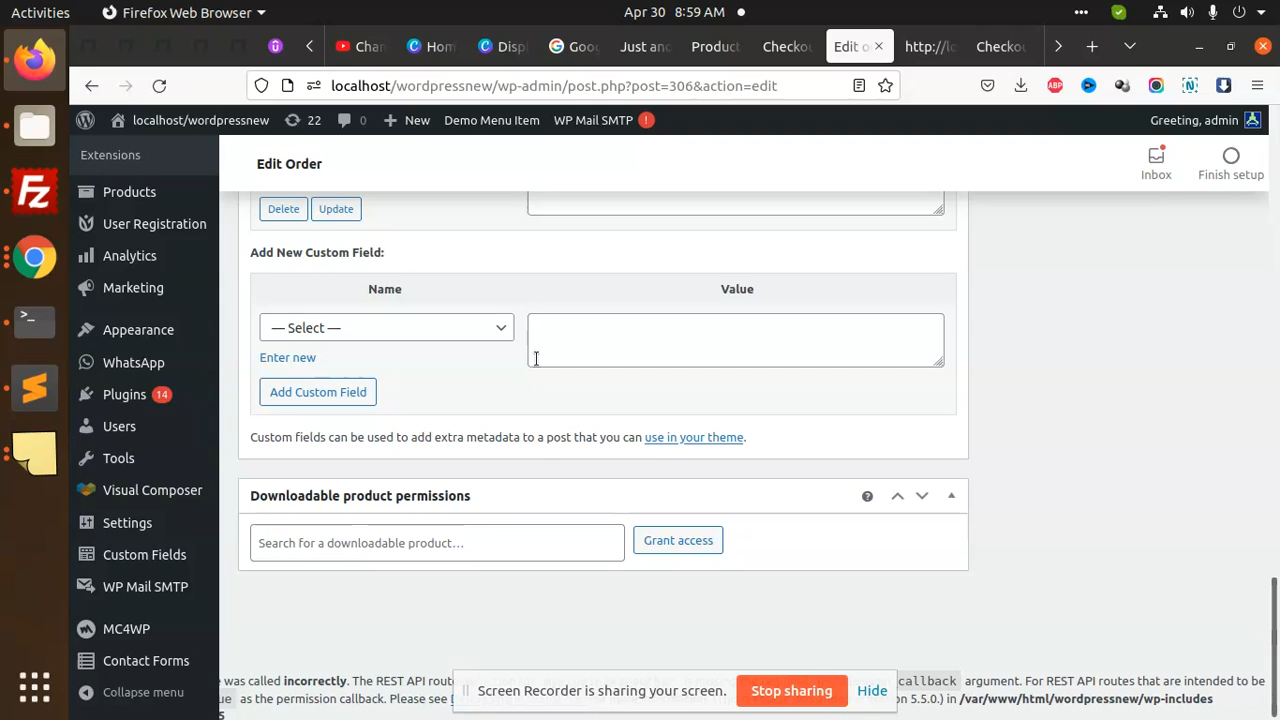 Activities
Firefox Web Browser
Apr 30 8:59 AM
Chan
Hom
Displ
Goo
Just an
Product
Checko
Edit o
http://lo
Checko
localhost/wordpressnew/wp-admin/post.php?post=306&action=edit
localhost/wordpressnew
22
0
New
Demo Menu Item
WP Mail SMTP
Greeting, admin
Extensions
Products
User Registration
Analytics
Marketing
Appearance
WhatsApp
Plugins 14
Users
Tools
Visual Composer
Settings
Custom Fields
WP Mail SMTP
MC4WP
Contact Forms
Collapse menu
Edit Order
Inbox
Finish setup
Delete
Update
Add New Custom Field:
Name
Value
— Select —
Enter new
Add Custom Field
Custom fields can be used to add extra metadata to a post that you can use in your theme.
Downloadable product permissions
Search for a downloadable product…
Grant access
e was called incorrectly. The REST API rout
callback argument. For REST API routes that are intended to be
ue as the permission callback. Please see
on 5.5.0.) in /var/www/html/wordpressnew/wp-includes
Screen Recorder is sharing your screen.
Stop sharing
Hide